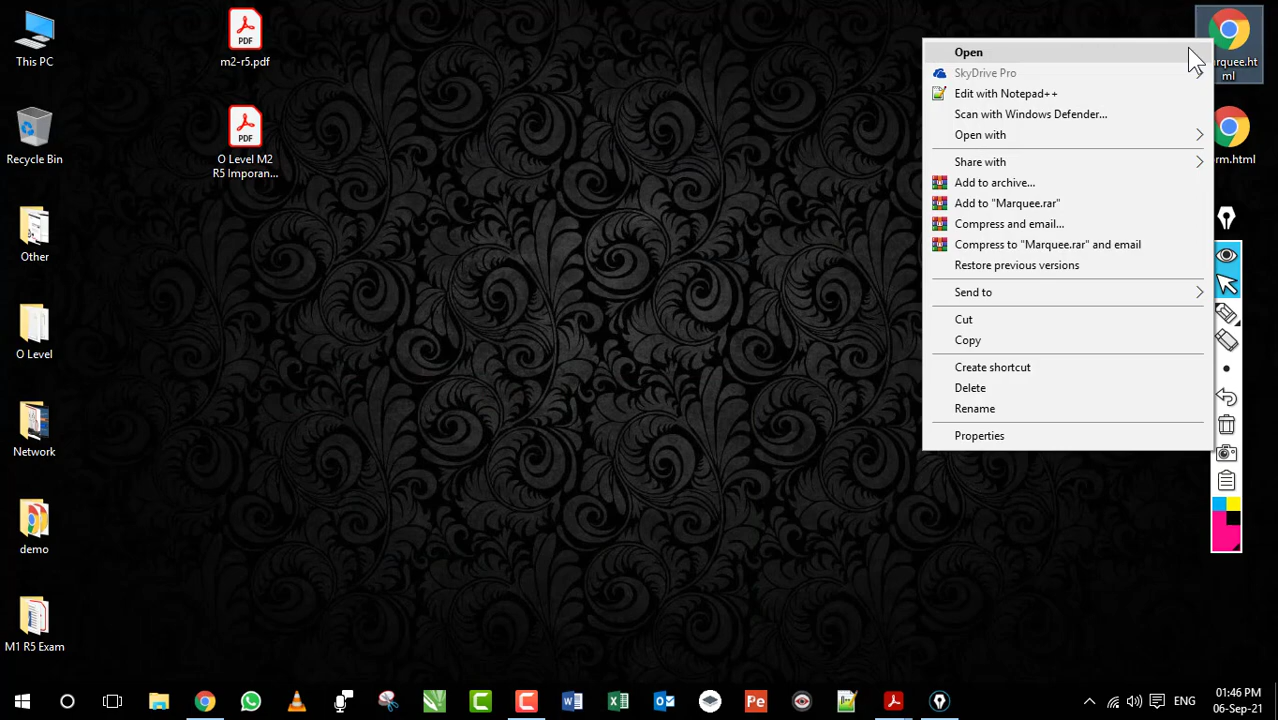 This PC
Recycle Bin
Other
O Level
Network
demo
M1 R5 Exam
PDF
m2-r5.pdf
PDF
O Level M2
R5 Imporan...
Open
SkyDrive Pro
Edit with Notepad++
Scan with Windows Defender...
Open with
Share with
Add to archive...
Add to "Marquee.rar"
Compress and email...
Compress to "Marquee.rar" and email
Restore previous versions
Send to
Cut
Copy
Create shortcut
Delete
Rename
Properties
arquee.ht
ml
rm.html
Pe
ENG
01:46 PM
06-Sep-21